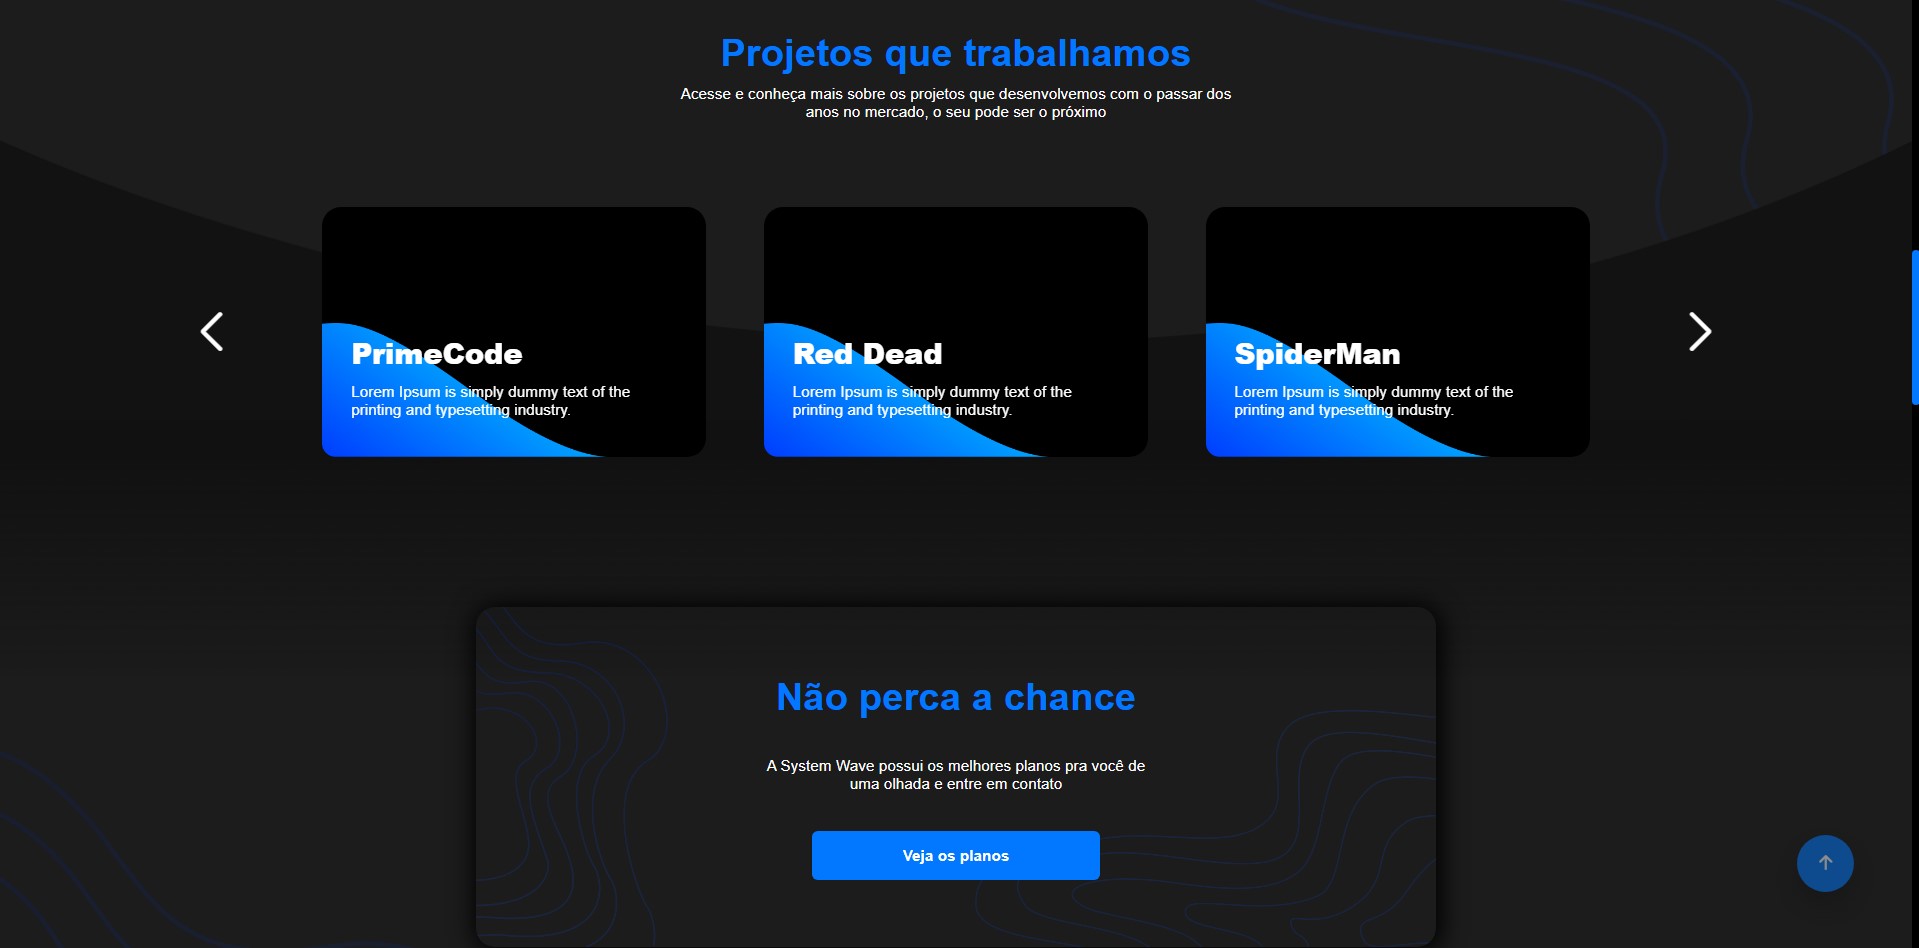 Projetos que trabalhamos
Acesse e conheça mais sobre os projetos que desenvolvemos com o passar dos
anos no mercado, o seu pode ser o próximo
PrimeCode
Lorem Ipsum is simply dummy text of the
printing and typesetting industry.
Red Dead
Lorem Ipsum is simply dummy text of the
printing and typesetting industry.
SpiderMan
Lorem Ipsum is simply dummy text of the
printing and typesetting industry.
Não perca a chance
A System Wave possui os melhores planos pra você de
uma olhada e entre em contato
Veja os planos